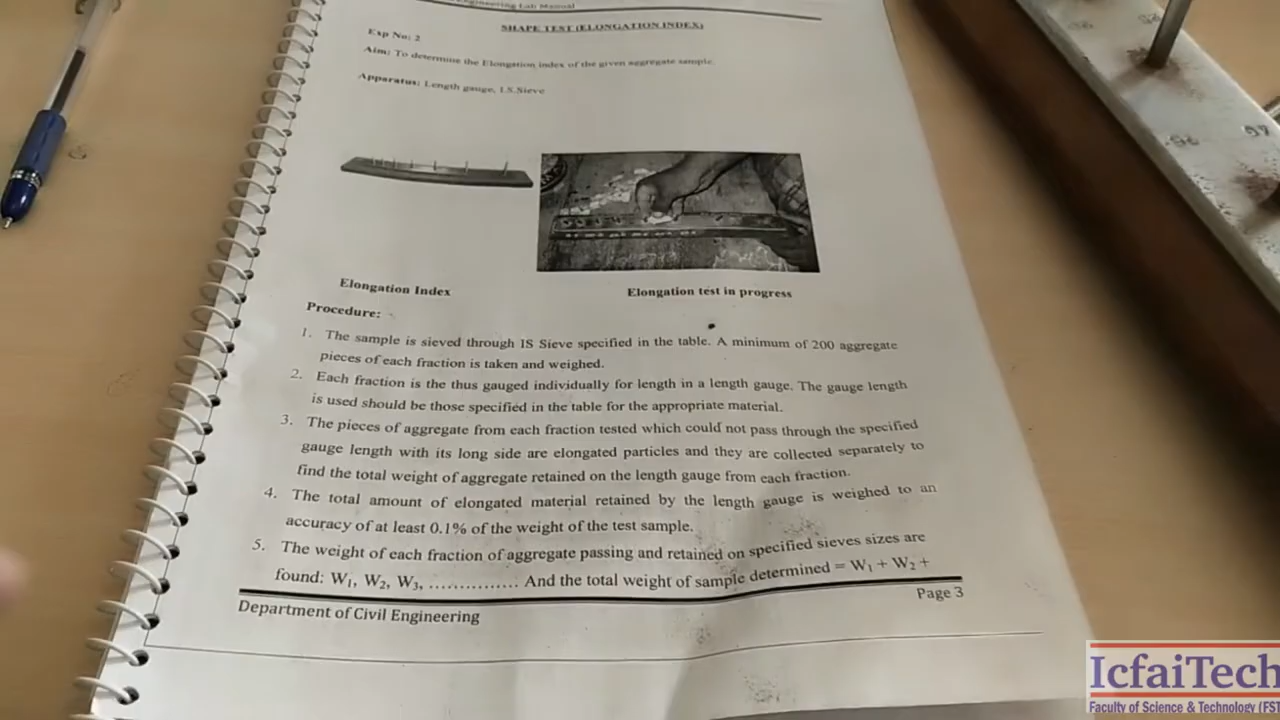 Engineering Lab Manual
SHAPE TEST (ELONGATION INDEX)
Exp No: 2
Aim: To determine the Elongation index of the given aggregate sample.
Apparatus: Length gauge, I.S.Sieve
Elongation Index
Elongation test in progress
Procedure:
1. The sample is sieved through IS Sieve specified in the table. A minimum of 200 aggregate
pieces of each fraction is taken and weighed.
2. Each fraction is the thus gauged individually for length in a length gauge. The gauge length
is used should be those specified in the table for the appropriate material.
3. The pieces of aggregate from each fraction tested which could not pass through the specified
gauge length with its long side are elongated particles and they are collected separately to
find the total weight of aggregate retained on the length gauge from each fraction.
4. The total amount of elongated material retained by the length gauge is weighed to an
accuracy of at least 0.1% of the weight of the test sample.
5. The weight of each fraction of aggregate passing and retained on specified sieves sizes are
found: W₁, W₂, W₃, ............... And the total weight of sample determined = W₁ + W₂ +
Page 3
Department of Civil Engineering
IcfaiTech
Faculty of Science & Technology (FST